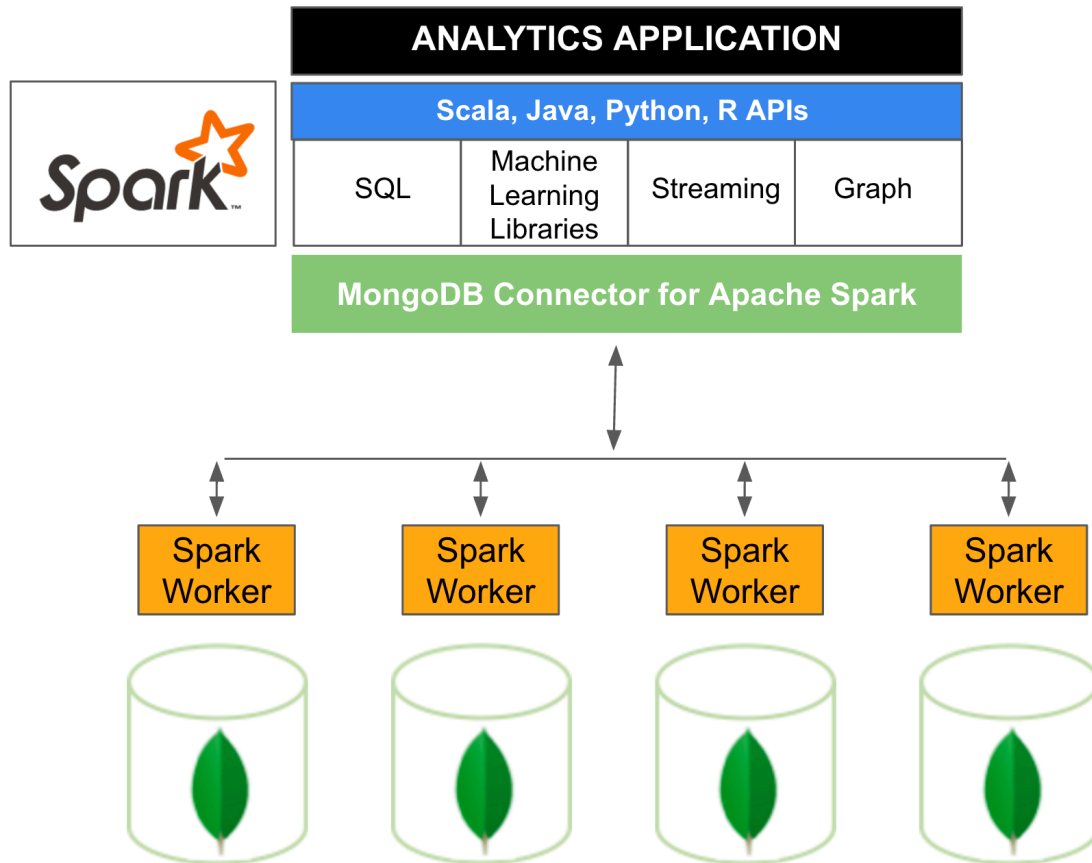 ANALYTICS APPLICATION
Spark™
Scala, Java, Python, R APIs
SQL
Machine
Learning
Libraries
Streaming
Graph
MongoDB Connector for Apache Spark
Spark
Worker
Spark
Worker
Spark
Worker
Spark
Worker